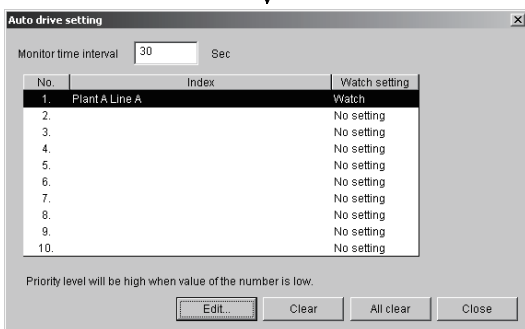 Auto drive setting
Monitor time interval 30 Sec
No. Index Watch setting
1. Plant A Line A Watch
2. No setting
3. No setting
4. No setting
5. No setting
6. No setting
7. No setting
8. No setting
9. No setting
10. No setting
Priority level will be high when value of the number is low.
Edit... Clear All clear Close